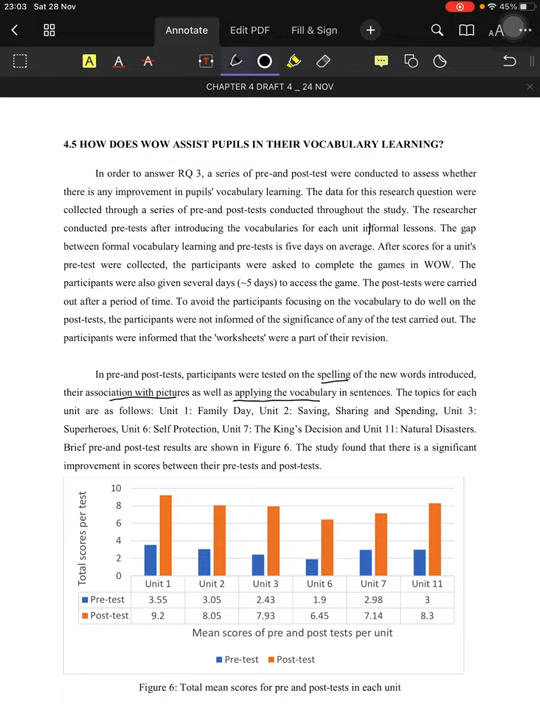 23:03 Sat 28 Nov
45%
Annotate Edit PDF Fill & Sign
AA
A A A T
CHAPTER 4 DRAFT 4 _ 24 NOV
4.5 HOW DOES WOW ASSIST PUPILS IN THEIR VOCABULARY LEARNING?
In order to answer RQ 3, a series of pre-and post-test were conducted to assess whether
there is any improvement in pupils' vocabulary learning. The data for this research question were
collected through a series of pre-and post-tests conducted throughout the study. The researcher
conducted pre-tests after introducing the vocabularies for each unit informal lessons. The gap
between formal vocabulary learning and pre-tests is five days on average. After scores for a unit's
pre-test were collected, the participants were asked to complete the games in WOW. The
participants were also given several days (~5 days) to access the game. The post-tests were carried
out after a period of time. To avoid the participants focusing on the vocabulary to do well on the
post-tests, the participants were not informed of the significance of any of the test carried out. The
participants were informed that the 'worksheets' were a part of their revision.
In pre-and post-tests, participants were tested on the spelling of the new words introduced,
their association with pictures as well as applying the vocabulary in sentences. The topics for each
unit are as follows: Unit 1: Family Day, Unit 2: Saving, Sharing and Spending, Unit 3:
Superheroes, Unit 6: Self Protection, Unit 7: The King's Decision and Unit 11: Natural Disasters.
Brief pre-and post-test results are shown in Figure 6. The study found that there is a significant
improvement in scores between their pre-tests and post-tests.
Total scores per test
10
8
6
4
2
0
Unit 1 Unit 2 Unit 3 Unit 6 Unit 7 Unit 11
Pre-test 3.55 3.05 2.43 1.9 2.98 3
Post-test 9.2 8.05 7.93 6.45 7.14 8.3
Mean scores of pre and post tests per unit
Pre-test Post-test
Figure 6: Total mean scores for pre and post-tests in each unit